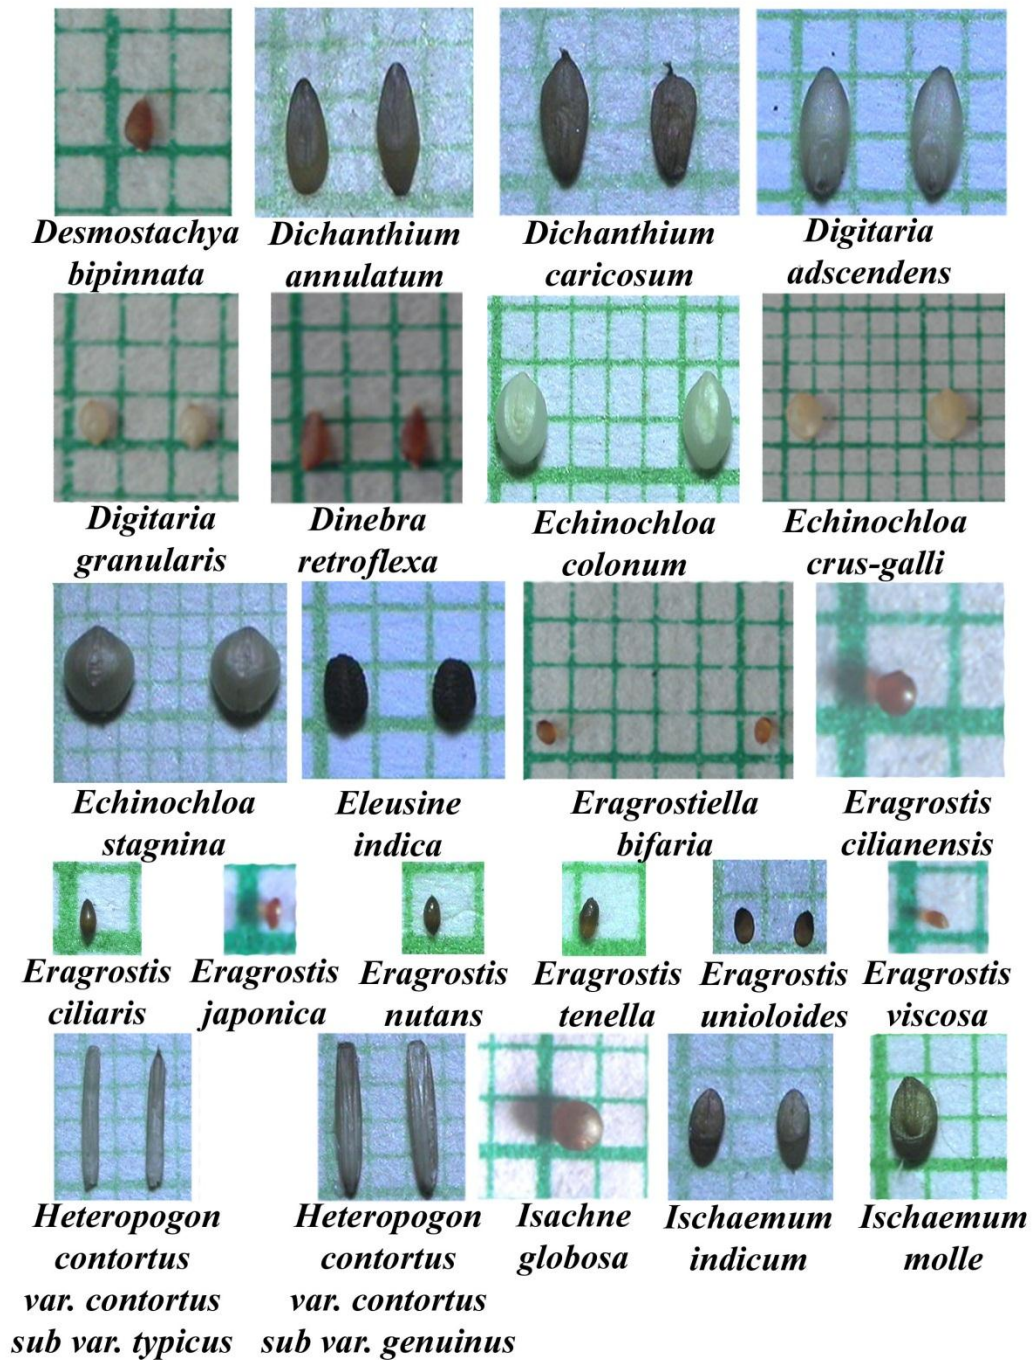 Desmostachya
bipinnata
Dichanthium
annulatum
Dichanthium
caricosum
Digitaria
adscendens
Digitaria
granularis
Dinebra
retroflexa
Echinochloa
colonum
Echinochloa
crus-galli
Echinochloa
stagnina
Eleusine
indica
Eragrostiella
bifaria
Eragrostis
cilianensis
Eragrostis
ciliaris
Eragrostis
japonica
Eragrostis
nutans
Eragrostis
tenella
Eragrostis
unioloides
Eragrostis
viscosa
Heteropogon
contortus
var. contortus
sub var. typicus
Heteropogon
contortus
var. contortus
sub var. genuinus
Isachne
globosa
Ischaemum
indicum
Ischaemum
molle